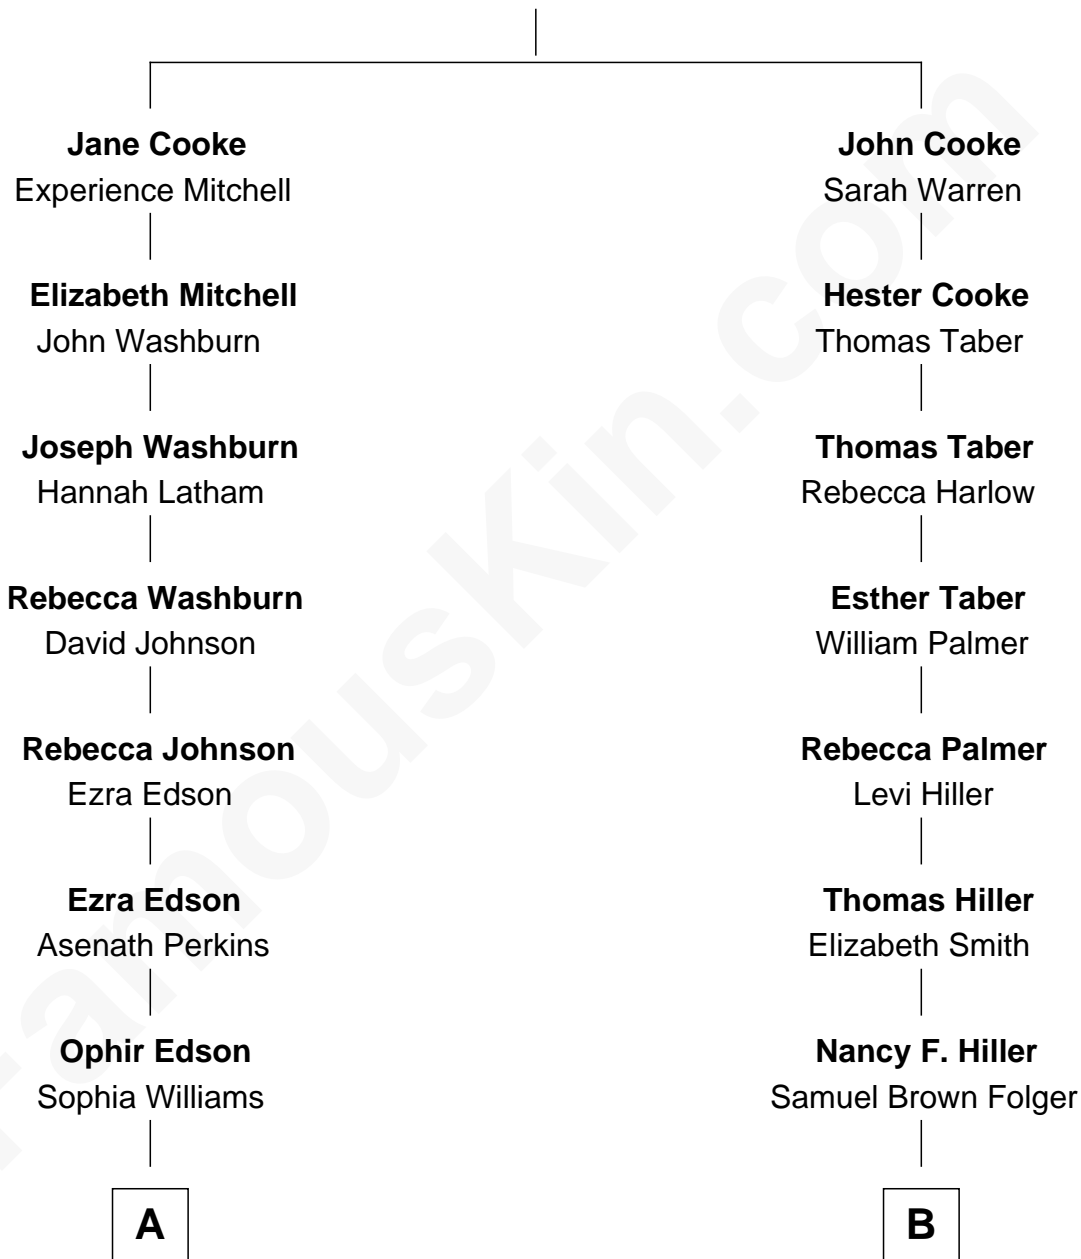 Jane Cooke
Experience Mitchell
Elizabeth Mitchell
John Washburn
Joseph Washburn
Hannah Latham
Rebecca Washburn
David Johnson
Rebecca Johnson
Ezra Edson
Ezra Edson
Asenath Perkins
Ophir Edson
Sophia Williams
A
John Cooke
Sarah Warren
Hester Cooke
Thomas Taber
Thomas Taber
Rebecca Harlow
Esther Taber
William Palmer
Rebecca Palmer
Levi Hiller
Thomas Hiller
Elizabeth Smith
Nancy F. Hiller
Samuel Brown Folger
B
FamousKin.com